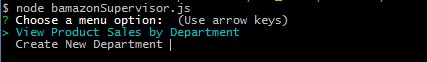 $ node bamazonSupervisor.js
? Choose a menu option:  (Use arrow keys)
> View Product Sales by Department
  Create New Department